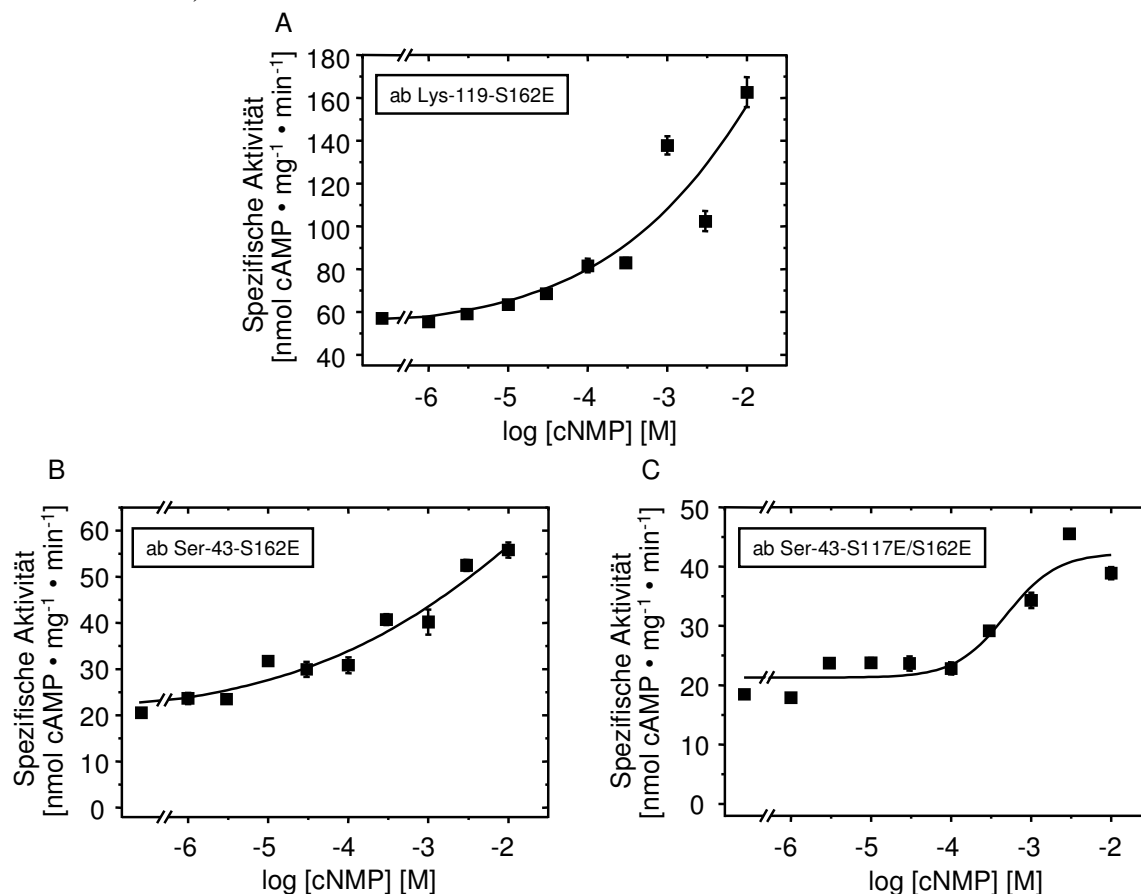 A
180
160
140
120
100
80
60
40
ab Lys-119-S162E
Spezifische Aktivität
[nmol cAMP • mg⁻¹ • min⁻¹]
-6 -5 -4 -3 -2
log [cNMP] [M]
B
60
50
40
30
20
10
0
ab Ser-43-S162E
Spezifische Aktivität
[nmol cAMP • mg⁻¹ • min⁻¹]
-6 -5 -4 -3 -2
log [cNMP] [M]
C
50
40
30
20
10
0
ab Ser-43-S117E/S162E
Spezifische Aktivität
[nmol cAMP • mg⁻¹ • min⁻¹]
-6 -5 -4 -3 -2
log [cNMP] [M]